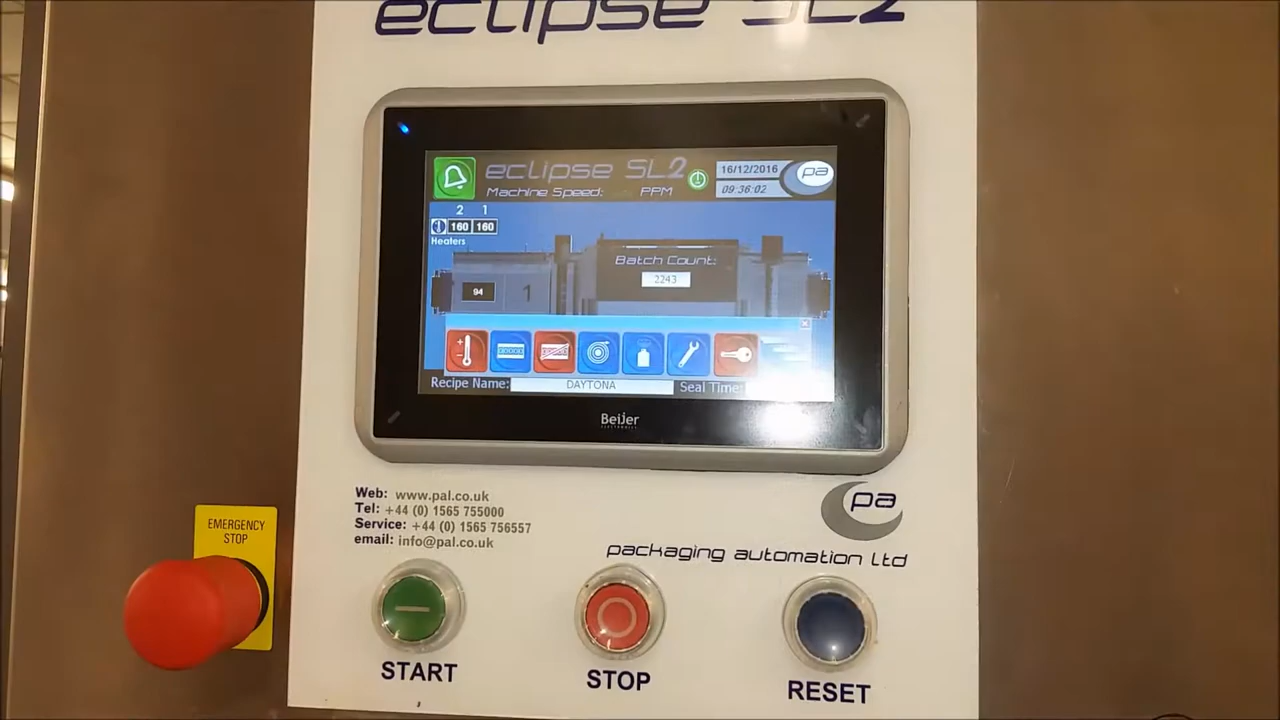 eclipse SL2
eclipse SL2
Machine Speed: PPM
16/12/2016
09:36:02
pa
2 1
160 160
Heaters
Batch Count:
2243
94
1
Recipe Name: DAYTONA Seal Time:
Beijer
ELECTRONICS
Web: www.pal.co.uk
Tel: +44 (0) 1565 755000
Service: +44 (0) 1565 756557
email: info@pal.co.uk
pa
packaging automation ltd
EMERGENCY
STOP
START
STOP
RESET